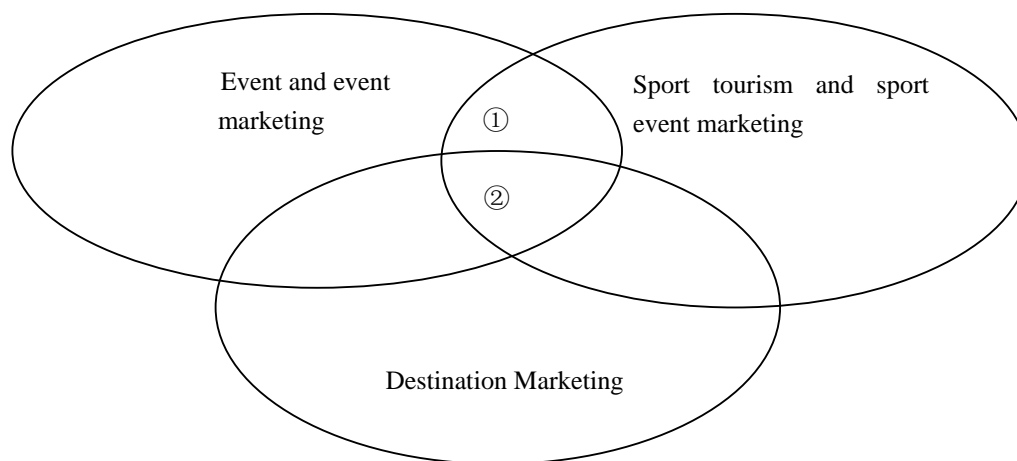 Event and event
marketing
Sport tourism and sport
event marketing
①
②
Destination Marketing